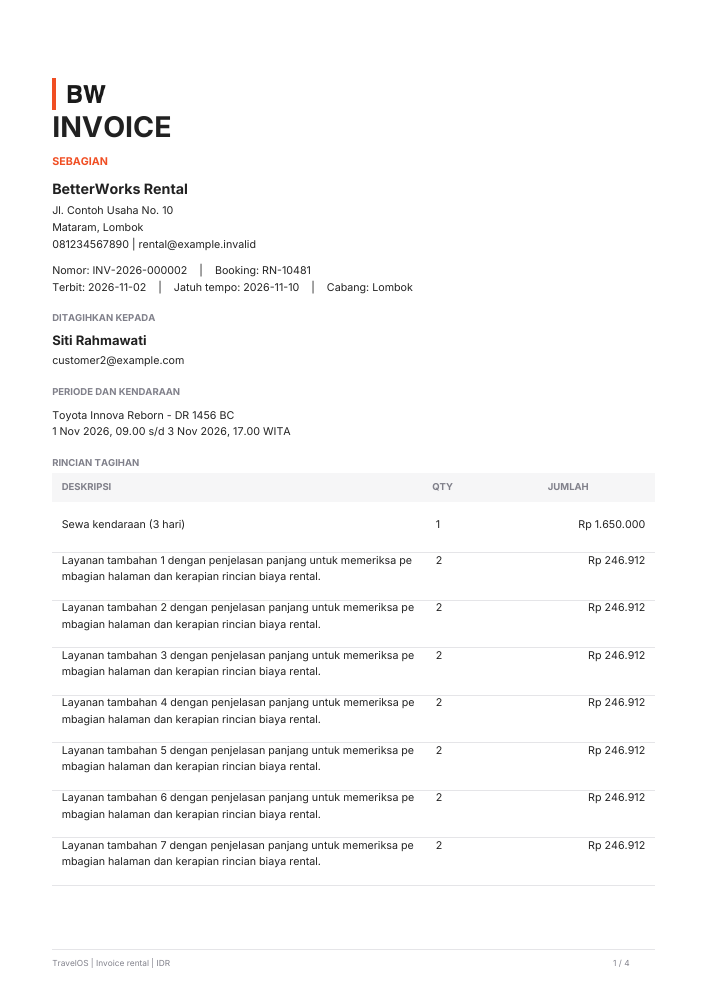 BW
INVOICE
SEBAGIAN
BetterWorks Rental
Jl. Contoh Usaha No. 10
Mataram, Lombok
081234567890 | rental@example.invalid
Nomor: INV-2026-000002 | Booking: RN-10481
Terbit: 2026-11-02 | Jatuh tempo: 2026-11-10 | Cabang: Lombok
DITAGIHKAN KEPADA
Siti Rahmawati
customer2@example.com
PERIODE DAN KENDARAAN
Toyota Innova Reborn - DR 1456 BC
1 Nov 2026, 09.00 s/d 3 Nov 2026, 17.00 WITA
RINCIAN TAGIHAN
DESKRIPSI QTY JUMLAH
Sewa kendaraan (3 hari) 1 Rp 1.650.000
Layanan tambahan 1 dengan penjelasan panjang untuk memeriksa pe 2 Rp 246.912
mbagian halaman dan kerapian rincian biaya rental.
Layanan tambahan 2 dengan penjelasan panjang untuk memeriksa pe 2 Rp 246.912
mbagian halaman dan kerapian rincian biaya rental.
Layanan tambahan 3 dengan penjelasan panjang untuk memeriksa pe 2 Rp 246.912
mbagian halaman dan kerapian rincian biaya rental.
Layanan tambahan 4 dengan penjelasan panjang untuk memeriksa pe 2 Rp 246.912
mbagian halaman dan kerapian rincian biaya rental.
Layanan tambahan 5 dengan penjelasan panjang untuk memeriksa pe 2 Rp 246.912
mbagian halaman dan kerapian rincian biaya rental.
Layanan tambahan 6 dengan penjelasan panjang untuk memeriksa pe 2 Rp 246.912
mbagian halaman dan kerapian rincian biaya rental.
Layanan tambahan 7 dengan penjelasan panjang untuk memeriksa pe 2 Rp 246.912
mbagian halaman dan kerapian rincian biaya rental.
TravelOS | Invoice rental | IDR 1 / 4